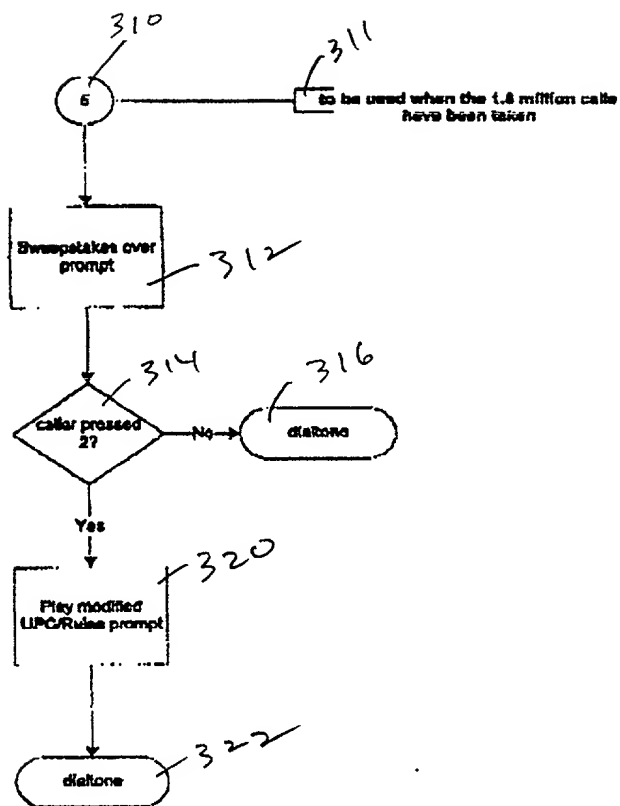 310
311
6
to be used when the 1.8 million calls
have been taken
Sweepstakes over
prompt
312
314
316
caller pressed
2?
No
dialtone
Yes
320
Play modified
UPC/Rules prompt
322
dialtone